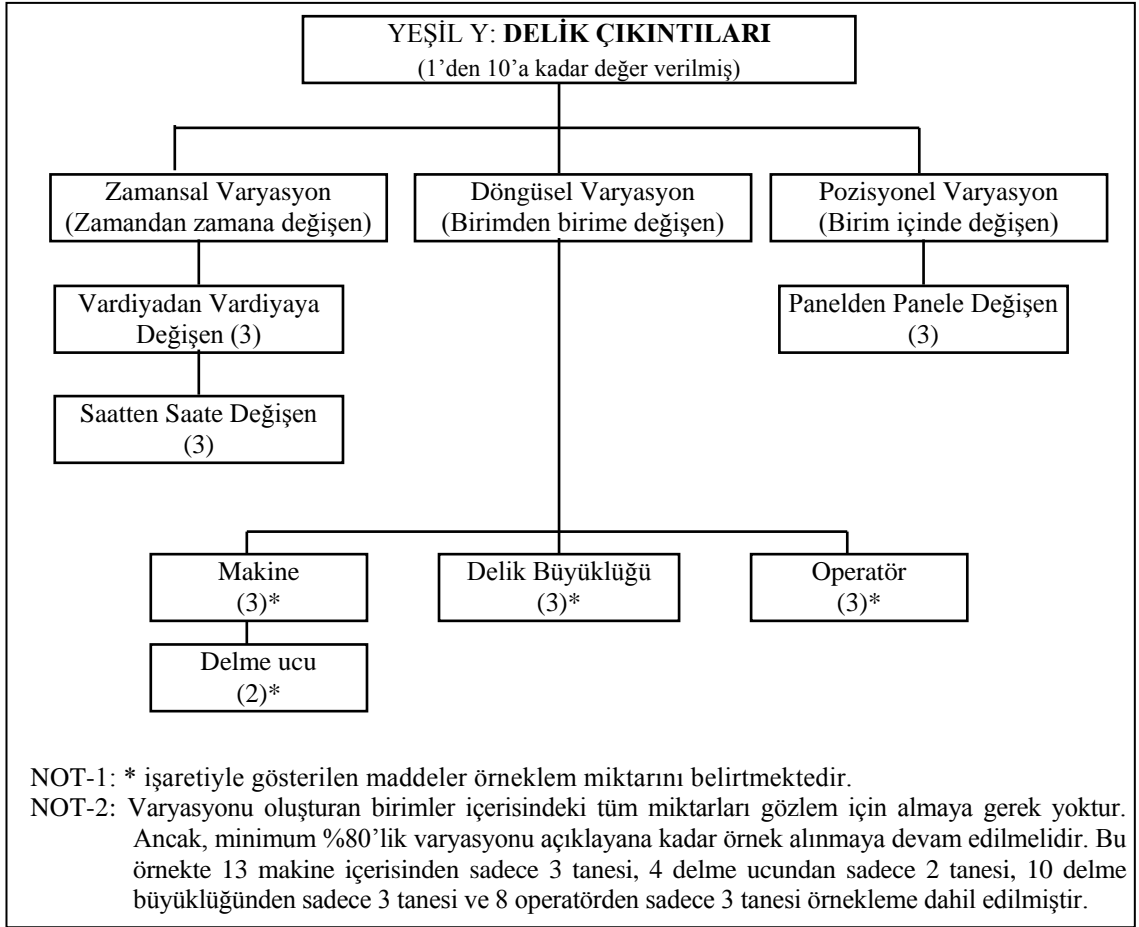 YEŞİL Y: DELİK ÇIKINTILARI
(1’den 10’a kadar değer verilmiş)
Zamansal Varyasyon
(Zamandan zamana değişen)
Döngüsel Varyasyon
(Birimden birime değişen)
Pozisyonel Varyasyon
(Birim içinde değişen)
Vardiyadan Vardiyaya
Değişen (3)
Panelden Panele Değişen
(3)
Saatten Saate Değişen
(3)
Makine
(3)*
Delik Büyüklüğü
(3)*
Operatör
(3)*
Delme ucu
(2)*
NOT-1: * işaretiyle gösterilen maddeler örneklem miktarını belirtmektedir.
NOT-2: Varyasyonu oluşturan birimler içerisindeki tüm miktarları gözlem için almaya gerek yoktur.
Ancak, minimum %80’lik varyasyonu açıklayana kadar örnek alınmaya devam edilmelidir. Bu
örnekte 13 makine içerisinden sadece 3 tanesi, 4 delme ucundan sadece 2 tanesi, 10 delme
büyüklüğünden sadece 3 tanesi ve 8 operatörden sadece 3 tanesi örnekleme dahil edilmiştir.